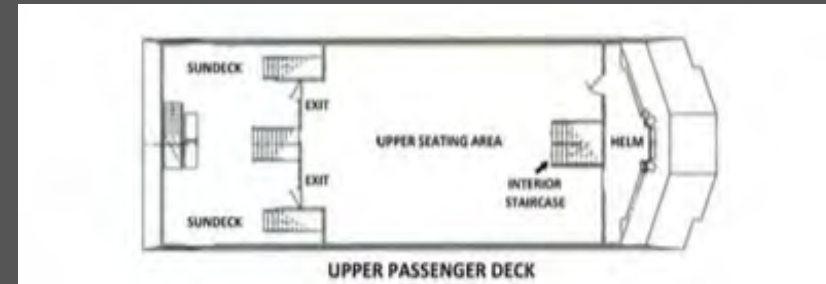 SUNDECK
EXIT
UPPER SEATING AREA
HELM
EXIT
INTERIOR
STAIRCASE
SUNDECK
UPPER PASSENGER DECK